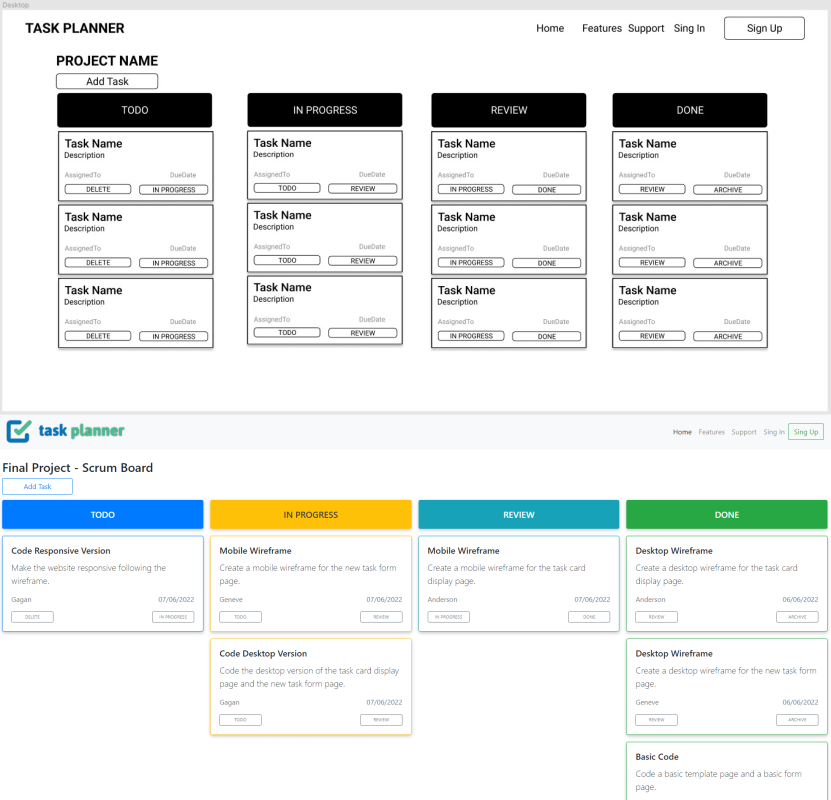 Desktop
TASK PLANNER
Home Features Support Sing In Sign Up
PROJECT NAME
Add Task
TODO IN PROGRESS REVIEW DONE
Task Name Task Name Task Name Task Name
Description Description Description Description
AssignedTo DueDate AssignedTo DueDate AssignedTo DueDate AssignedTo DueDate
DELETE IN PROGRESS TODO REVIEW IN PROGRESS DONE REVIEW ARCHIVE
Task Name Task Name Task Name Task Name
Description Description Description Description
AssignedTo DueDate AssignedTo DueDate AssignedTo DueDate AssignedTo DueDate
DELETE IN PROGRESS TODO REVIEW IN PROGRESS DONE REVIEW ARCHIVE
Task Name Task Name Task Name Task Name
Description Description Description Description
AssignedTo DueDate AssignedTo DueDate AssignedTo DueDate AssignedTo DueDate
DELETE IN PROGRESS TODO REVIEW IN PROGRESS DONE REVIEW ARCHIVE
task planner
Home Features Support Sing In Sing Up
Final Project - Scrum Board
Add Task
TODO
Code Responsive Version
Make the website responsive following the
wireframe.
Gagan 07/06/2022
DELETE IN PROGRESS
IN PROGRESS
Mobile Wireframe
Create a mobile wireframe for the new task form
page.
Geneve 07/06/2022
TODO REVIEW
Code Desktop Version
Code the desktop version of the task card display
page and the new task form page.
Gagan 07/06/2022
TODO REVIEW
REVIEW
Mobile Wireframe
Create a mobile wireframe for the task card
display page.
Anderson 07/06/2022
IN PROGRESS DONE
DONE
Desktop Wireframe
Create a desktop wireframe for the task card
display page.
Anderson 06/06/2022
REVIEW ARCHIVE
Desktop Wireframe
Create a desktop wireframe for the new task form
page.
Geneve 06/06/2022
REVIEW ARCHIVE
Basic Code
Code a basic template page and a basic form
page.